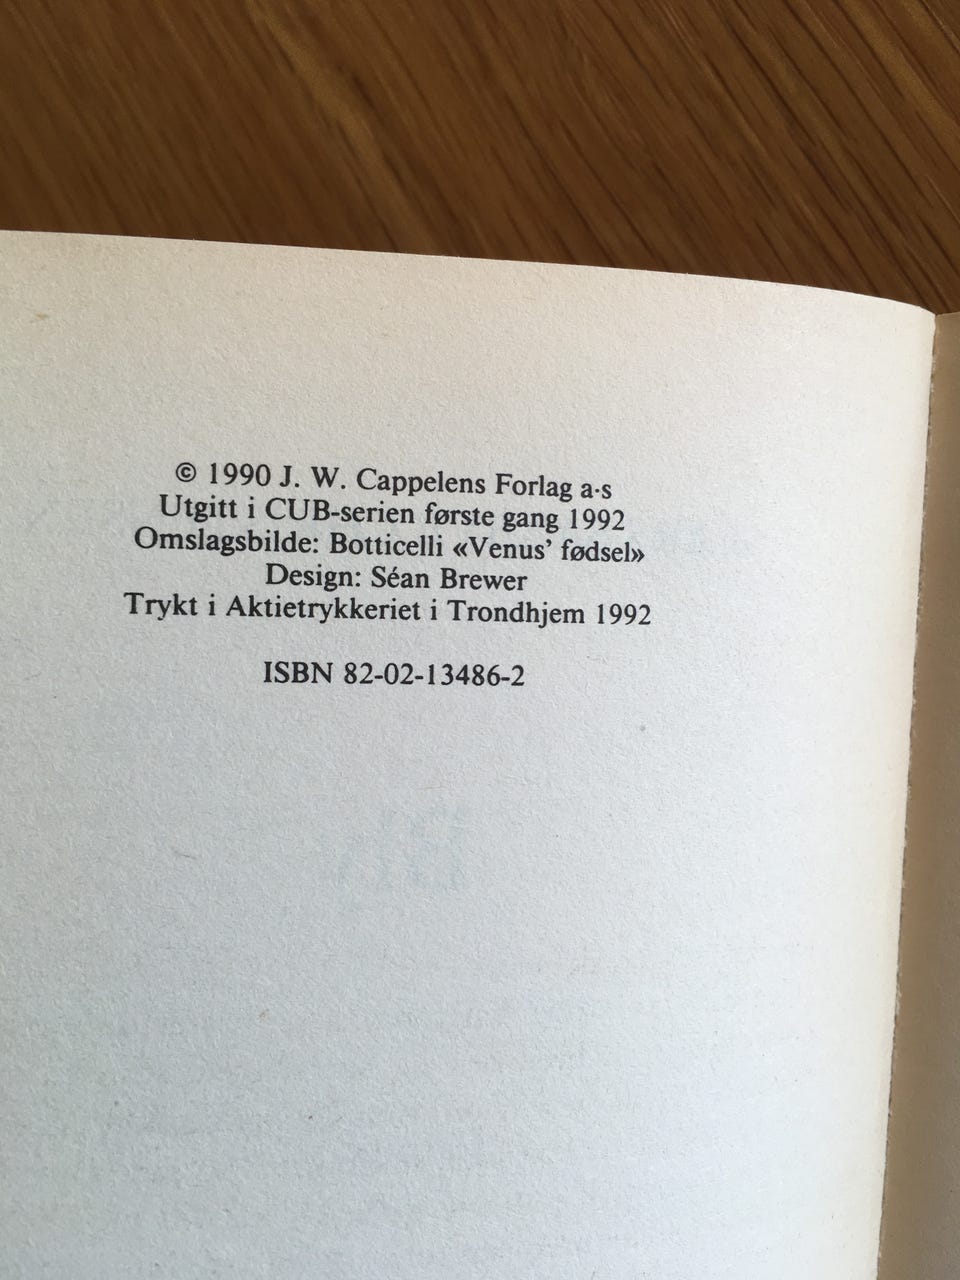 © 1990 J. W. Cappelens Forlag a·s
Utgitt i CUB-serien første gang 1992
Omslagsbilde: Botticelli «Venus’ fødsel»
Design: Séan Brewer
Trykt i Aktietrykkeriet i Trondhjem 1992
ISBN 82-02-13486-2